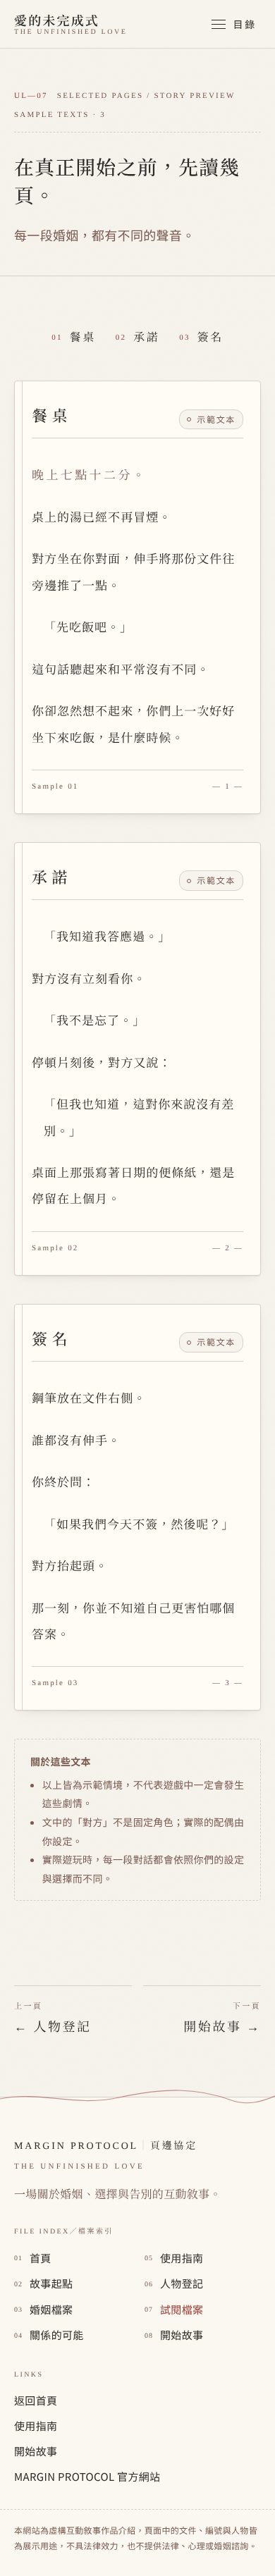 愛的未完成式
THE UNFINISHED LOVE
目錄
UL—07 SELECTED PAGES / STORY PREVIEW
SAMPLE TEXTS · 3
在真正開始之前，先讀幾
頁。
每一段婚姻，都有不同的聲音。
01 餐桌 02 承諾 03 簽名
餐桌
示範文本
晚上七點十二分。
桌上的湯已經不再冒煙。
對方坐在你對面，伸手將那份文件往
旁邊推了一點。
「先吃飯吧。」
這句話聽起來和平常沒有不同。
你卻忽然想不起來，你們上一次好好
坐下來吃飯，是什麼時候。
Sample 01 — 1 —
承諾
示範文本
「我知道我答應過。」
對方沒有立刻看你。
「我不是忘了。」
停頓片刻後，對方又說：
「但我也知道，這對你來說沒有差
別。」
桌面上那張寫著日期的便條紙，還是
停留在上個月。
Sample 02 — 2 —
簽名
示範文本
鋼筆放在文件右側。
誰都沒有伸手。
你終於問：
「如果我們今天不簽，然後呢？」
對方抬起頭。
那一刻，你並不知道自己更害怕哪個
答案。
Sample 03 — 3 —
關於這些文本
以上皆為示範情境，不代表遊戲中一定會發生
這些劇情。
文中的「對方」不是固定角色；實際的配偶由
你設定。
實際遊玩時，每一段對話都會依照你們的設定
與選擇而不同。
上一頁
← 人物登記
下一頁
開始故事 →
MARGIN PROTOCOL | 頁邊協定
THE UNFINISHED LOVE
一場關於婚姻、選擇與告別的互動敘事。
FILE INDEX／檔案索引
01 首頁
02 故事起點
03 婚姻檔案
04 關係的可能
05 使用指南
06 人物登記
07 試閱檔案
08 開始故事
LINKS
返回首頁
使用指南
開始故事
MARGIN PROTOCOL 官方網站
本網站為虛構互動敘事作品介紹，頁面中的文件、編號與人物皆
為展示用途，不具法律效力，也不提供法律、心理或婚姻諮詢。